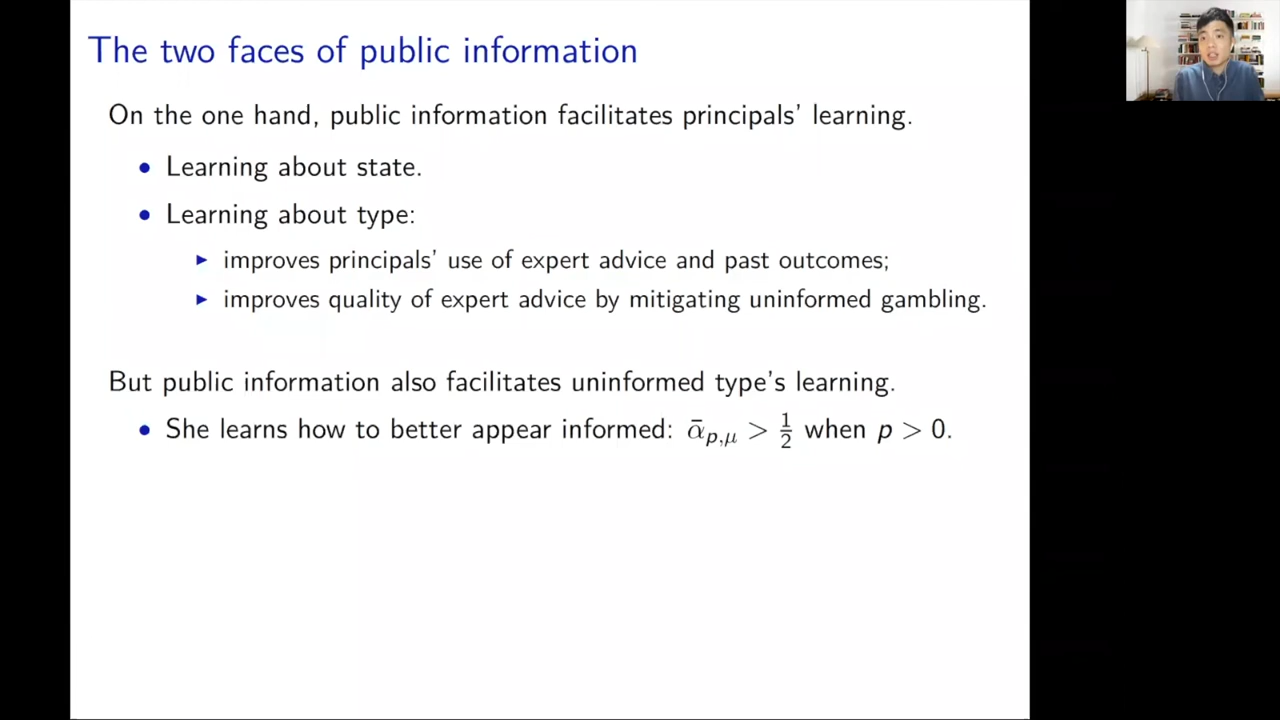 The two faces of public information
On the one hand, public information facilitates principals' learning.
• Learning about state.
• Learning about type:
▶ improves principals' use of expert advice and past outcomes;
▶ improves quality of expert advice by mitigating uninformed gambling.
But public information also facilitates uninformed type's learning.
• She learns how to better appear informed: ᾱ_{p,μ} > 1/2 when p > 0.